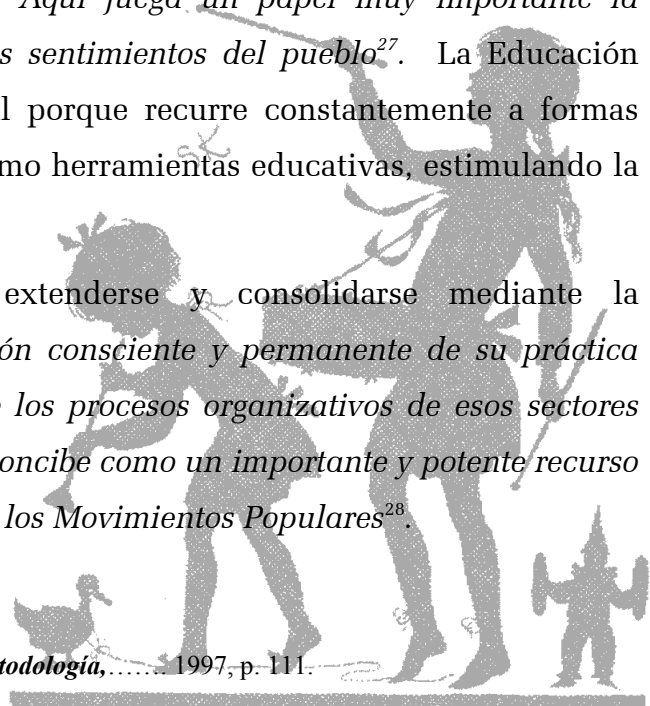 Aquí juega un papel muy importante la
s sentimientos del pueblo27. La Educación
l porque recurre constantemente a formas
mo herramientas educativas, estimulando la
extenderse y consolidarse mediante la
ón consciente y permanente de su práctica
los procesos organizativos de esos sectores
oncibe como un importante y potente recurso
los Movimientos Populares28.
todología,....... 1997, p. 111.